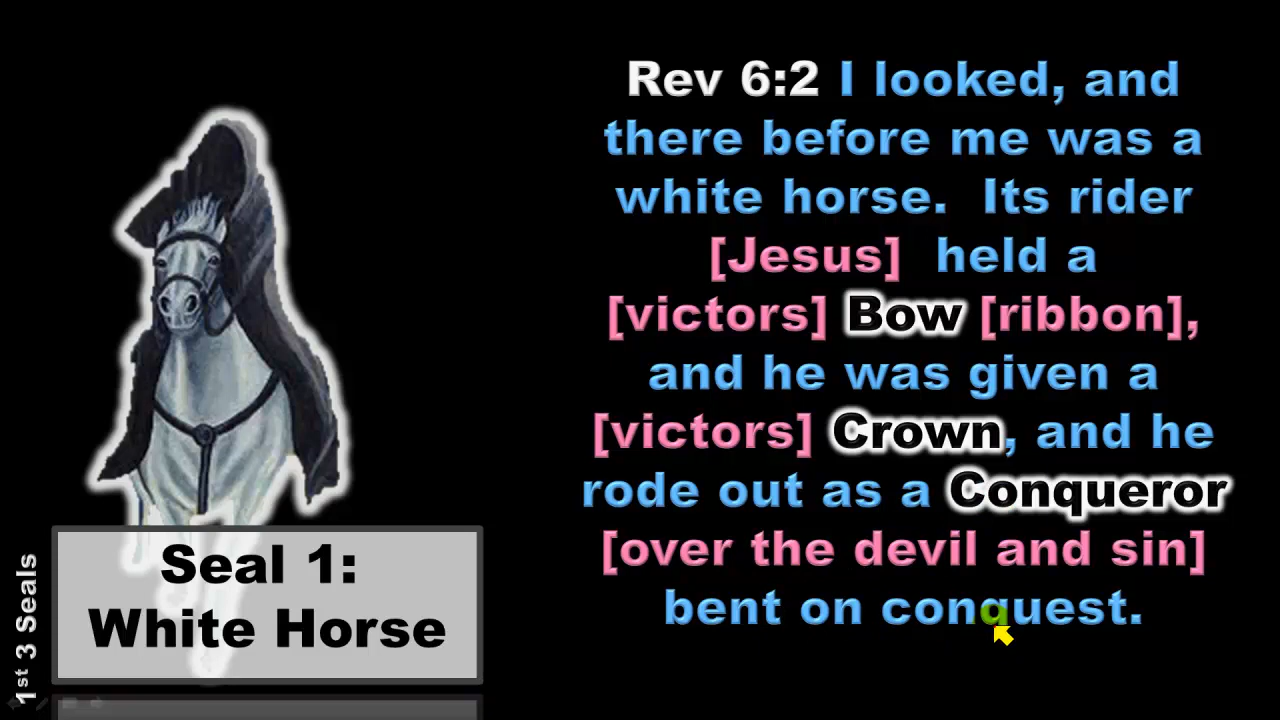 Rev 6:2 I looked, and
there before me was a
white horse.  Its rider
[Jesus]  held a
[victors] Bow [ribbon],
and he was given a
[victors] Crown, and he
rode out as a Conqueror
[over the devil and sin]
bent on conquest.
Seal 1:
White Horse
1st 3 Seals